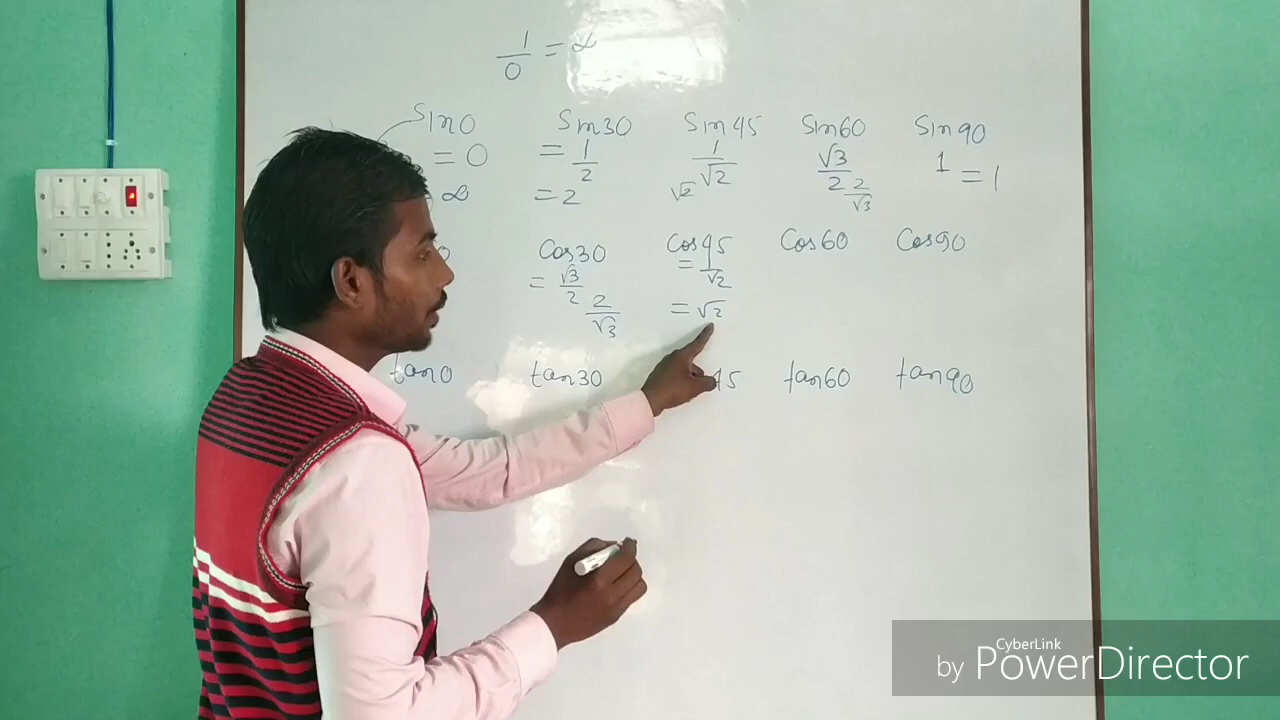 1/0 = ∞
Sin0 Sin30 Sin45 Sin60 Sin90
= 0 = 1/2 1/√2 √3/2 1 = 1
∞ = 2 √2 2/√3
0 Cos30 Cos45 Cos60 Cos90
= √3/2 = 1/√2
2/√3 = √2
tan0 tan30 45 tan60 tan90
CyberLink
by PowerDirector